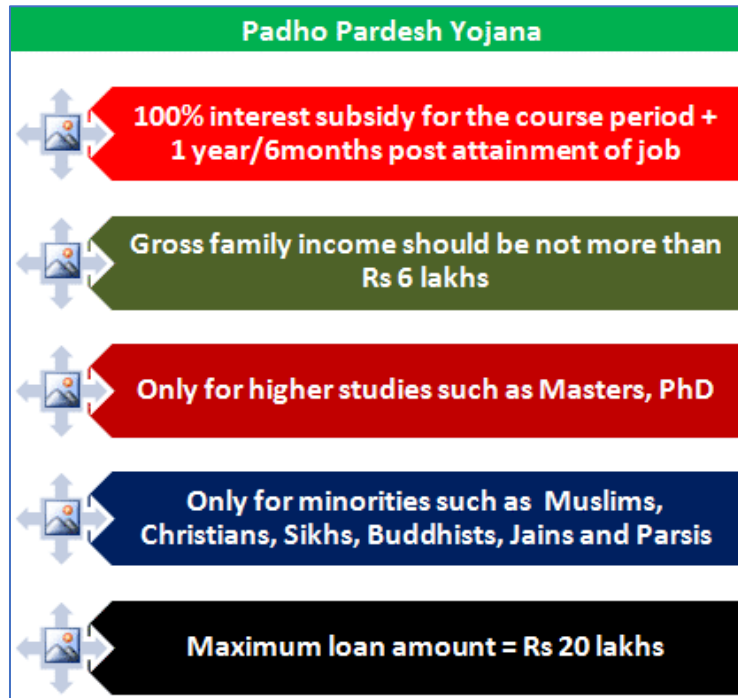 Padho Pardesh Yojana
100% interest subsidy for the course period +
1 year/6months post attainment of job
Gross family income should be not more than
Rs 6 lakhs
Only for higher studies such as Masters, PhD
Only for minorities such as Muslims,
Christians, Sikhs, Buddhists, Jains and Parsis
Maximum loan amount = Rs 20 lakhs